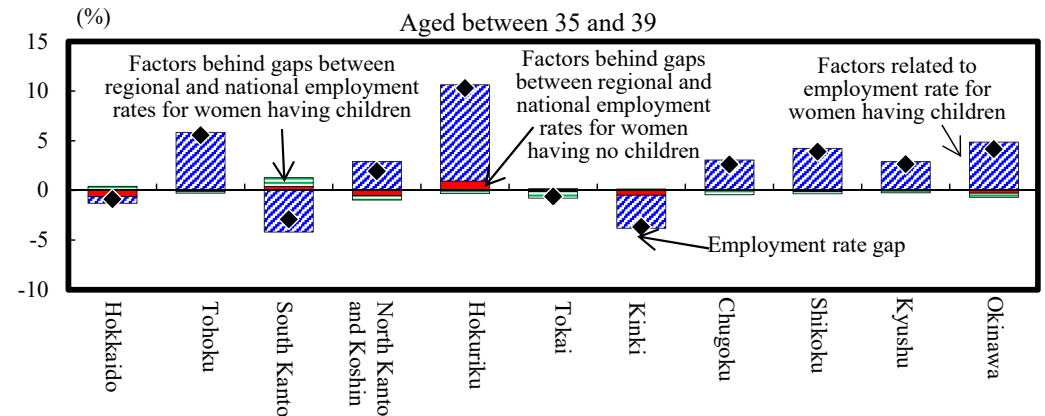 (%)
Aged between 35 and 39
15
10
5
0
-5
-10
Factors behind gaps between
regional and national employment
rates for women having children
Factors behind gaps
between regional and
national employment
rates for women
having no children
Factors related to
employment rate for
women having children
Employment rate gap
Hokkaido
Tohoku
South Kanto
North Kanto
and Koshin
Hokuriku
Tokai
Kinki
Chugoku
Shikoku
Kyushu
Okinawa